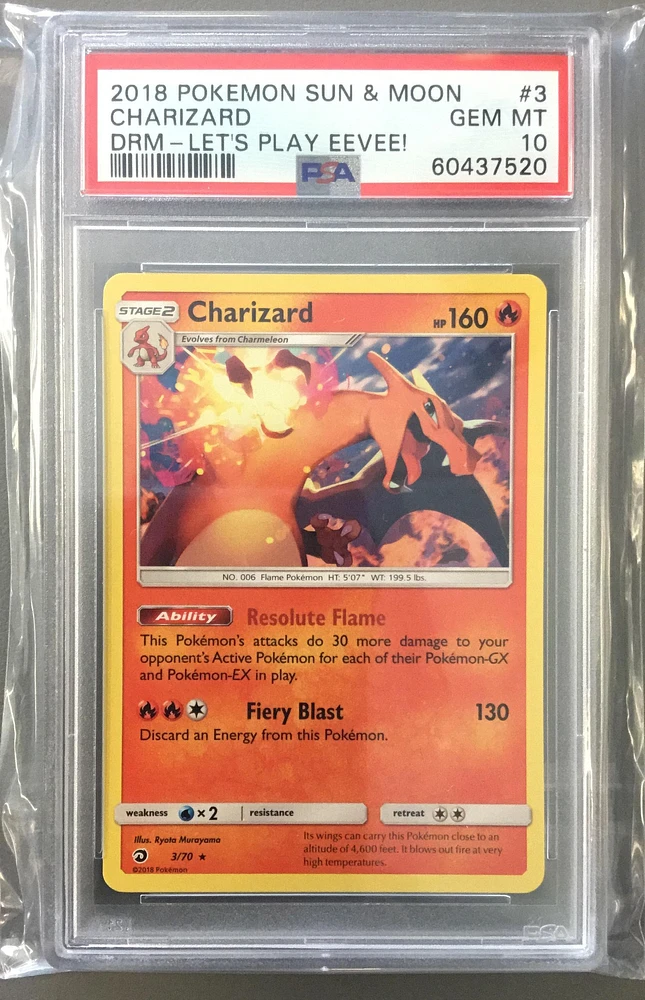 2018 POKEMON SUN & MOON #3
CHARIZARD GEM MT
DRM - LET'S PLAY EEVEE! 10
PSA 60437520
STAGE 2 Charizard HP 160
Evolves from Charmeleon
NO. 006 Flame Pokémon HT: 5'07" WT: 199.5 lbs.
Ability Resolute Flame
This Pokémon's attacks do 30 more damage to your
opponent's Active Pokémon for each of their Pokémon-GX
and Pokémon-EX in play.
Fiery Blast 130
Discard an Energy from this Pokémon.
weakness ×2 resistance retreat
Illus. Ryota Murayama
3/70 ★
©2018 Pokémon
Its wings can carry this Pokémon close to an
altitude of 4,600 feet. It blows out fire at very
high temperatures.
PSA